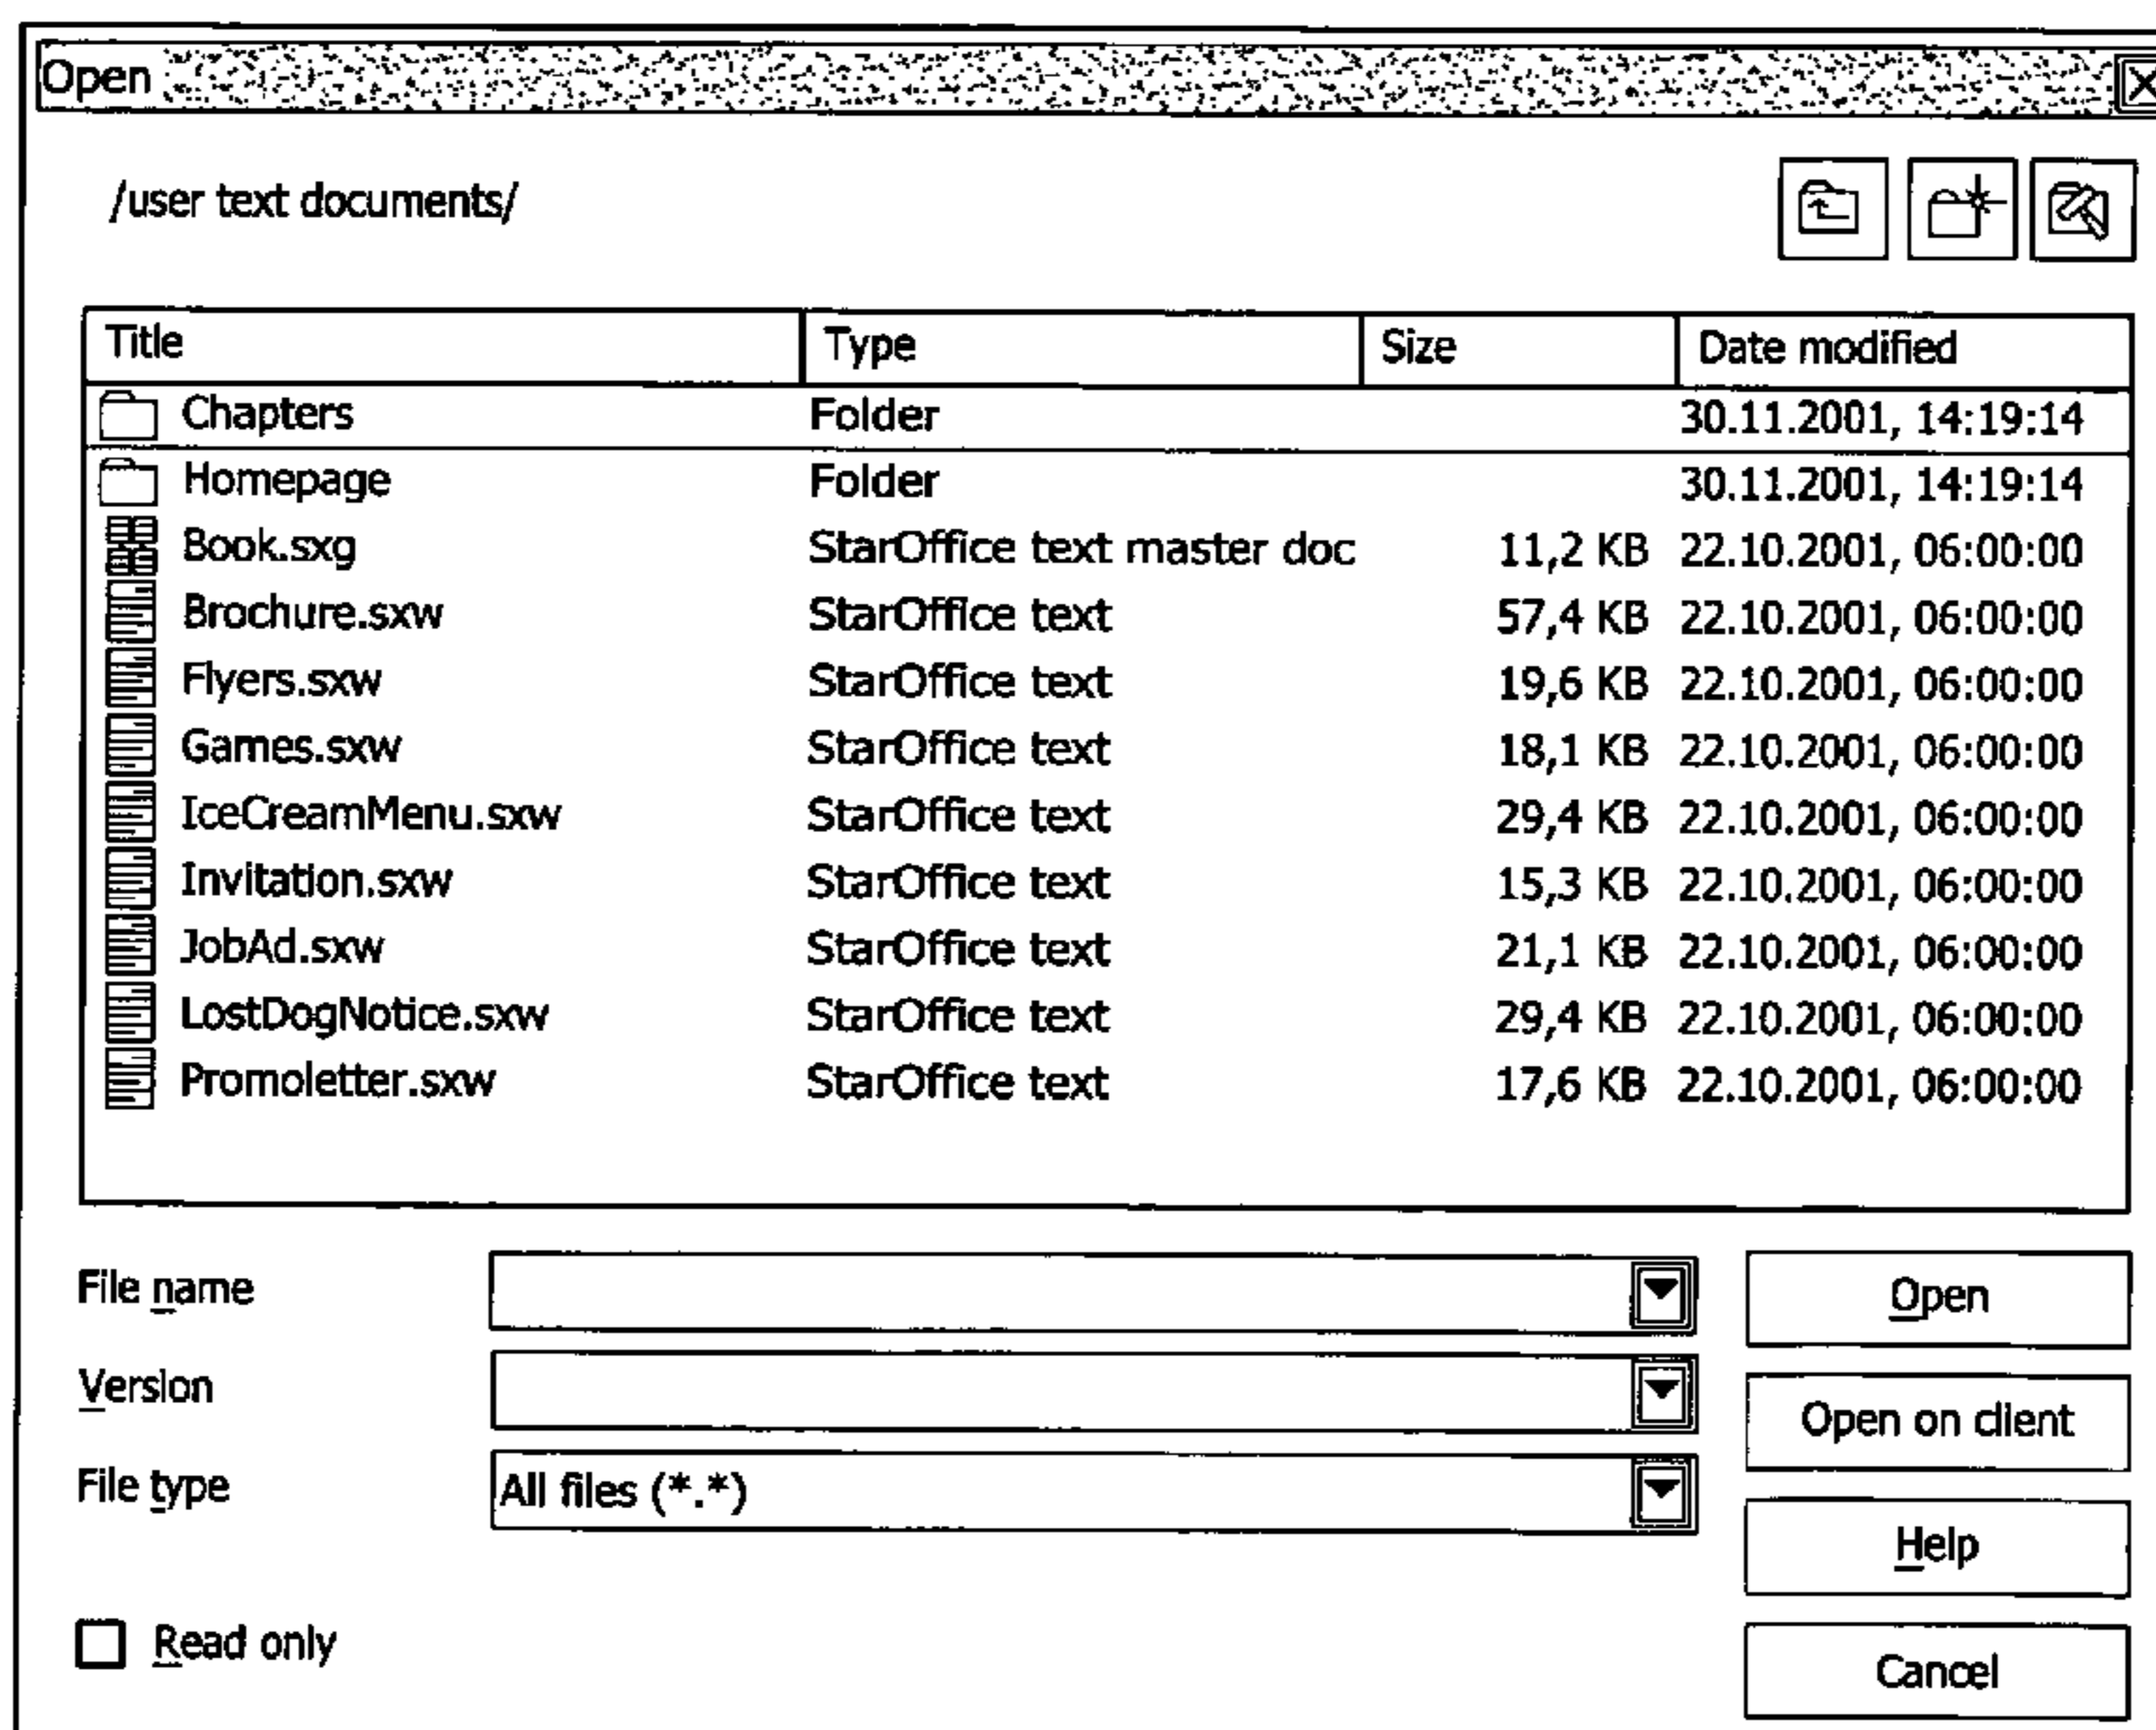 Open
/user text documents/
Title Type Size Date modified
Chapters Folder 30.11.2001, 14:19:14
Homepage Folder 30.11.2001, 14:19:14
Book.sxg StarOffice text master doc 11,2 KB 22.10.2001, 06:00:00
Brochure.sxw StarOffice text 57,4 KB 22.10.2001, 06:00:00
Flyers.sxw StarOffice text 19,6 KB 22.10.2001, 06:00:00
Games.sxw StarOffice text 18,1 KB 22.10.2001, 06:00:00
IceCreamMenu.sxw StarOffice text 29,4 KB 22.10.2001, 06:00:00
Invitation.sxw StarOffice text 15,3 KB 22.10.2001, 06:00:00
JobAd.sxw StarOffice text 21,1 KB 22.10.2001, 06:00:00
LostDogNotice.sxw StarOffice text 29,4 KB 22.10.2001, 06:00:00
Promoletter.sxw StarOffice text 17,6 KB 22.10.2001, 06:00:00
File name Open
Version Open on client
File type All files (*.*)
Help
Read only Cancel